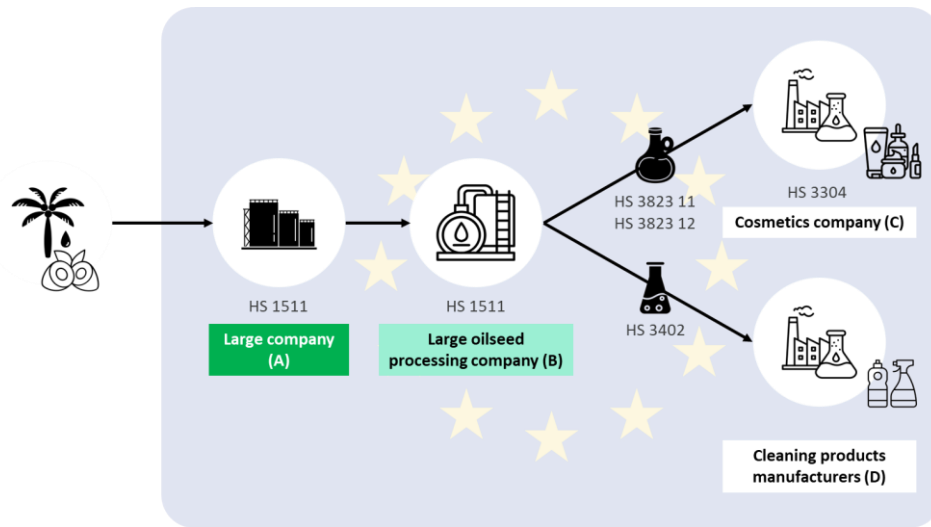 HS 1511
Large company
(A)
HS 1511
Large oilseed
processing company (B)
HS 3823 11
HS 3823 12
HS 3402
HS 3304
Cosmetics company (C)
Cleaning products
manufacturers (D)